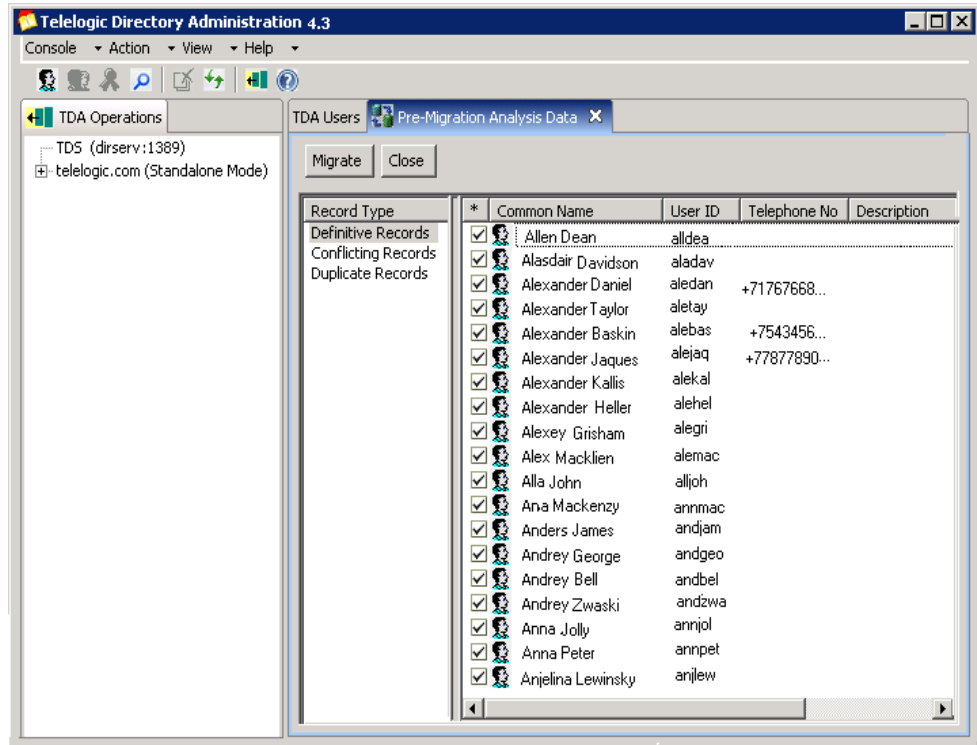 Telelogic Directory Administration 4.3
Console Action View Help
TDA Operations
TDS (dirserv:1389)
telelogic.com (Standalone Mode)
TDA Users Pre-Migration Analysis Data
Migrate Close
Record Type
Definitive Records
Conflicting Records
Duplicate Records
* Common Name User ID Telephone No Description
Allen Dean alldea
Alasdair Davidson aladav
Alexander Daniel aledan +71767668...
Alexander Taylor aletay
Alexander Baskin alebas +7543456...
Alexander Jaques alejaq +77877890...
Alexander Kallis alekal
Alexander Heller alehel
Alexey Grisham alegri
Alex Macklien alemac
Alla John alljoh
Ana Mackenzy annmac
Anders James andjam
Andrey George andgeo
Andrey Bell andbel
Andrey Zwaski andzwa
Anna Jolly annjol
Anna Peter annpet
Anjelina Lewinsky anjlew